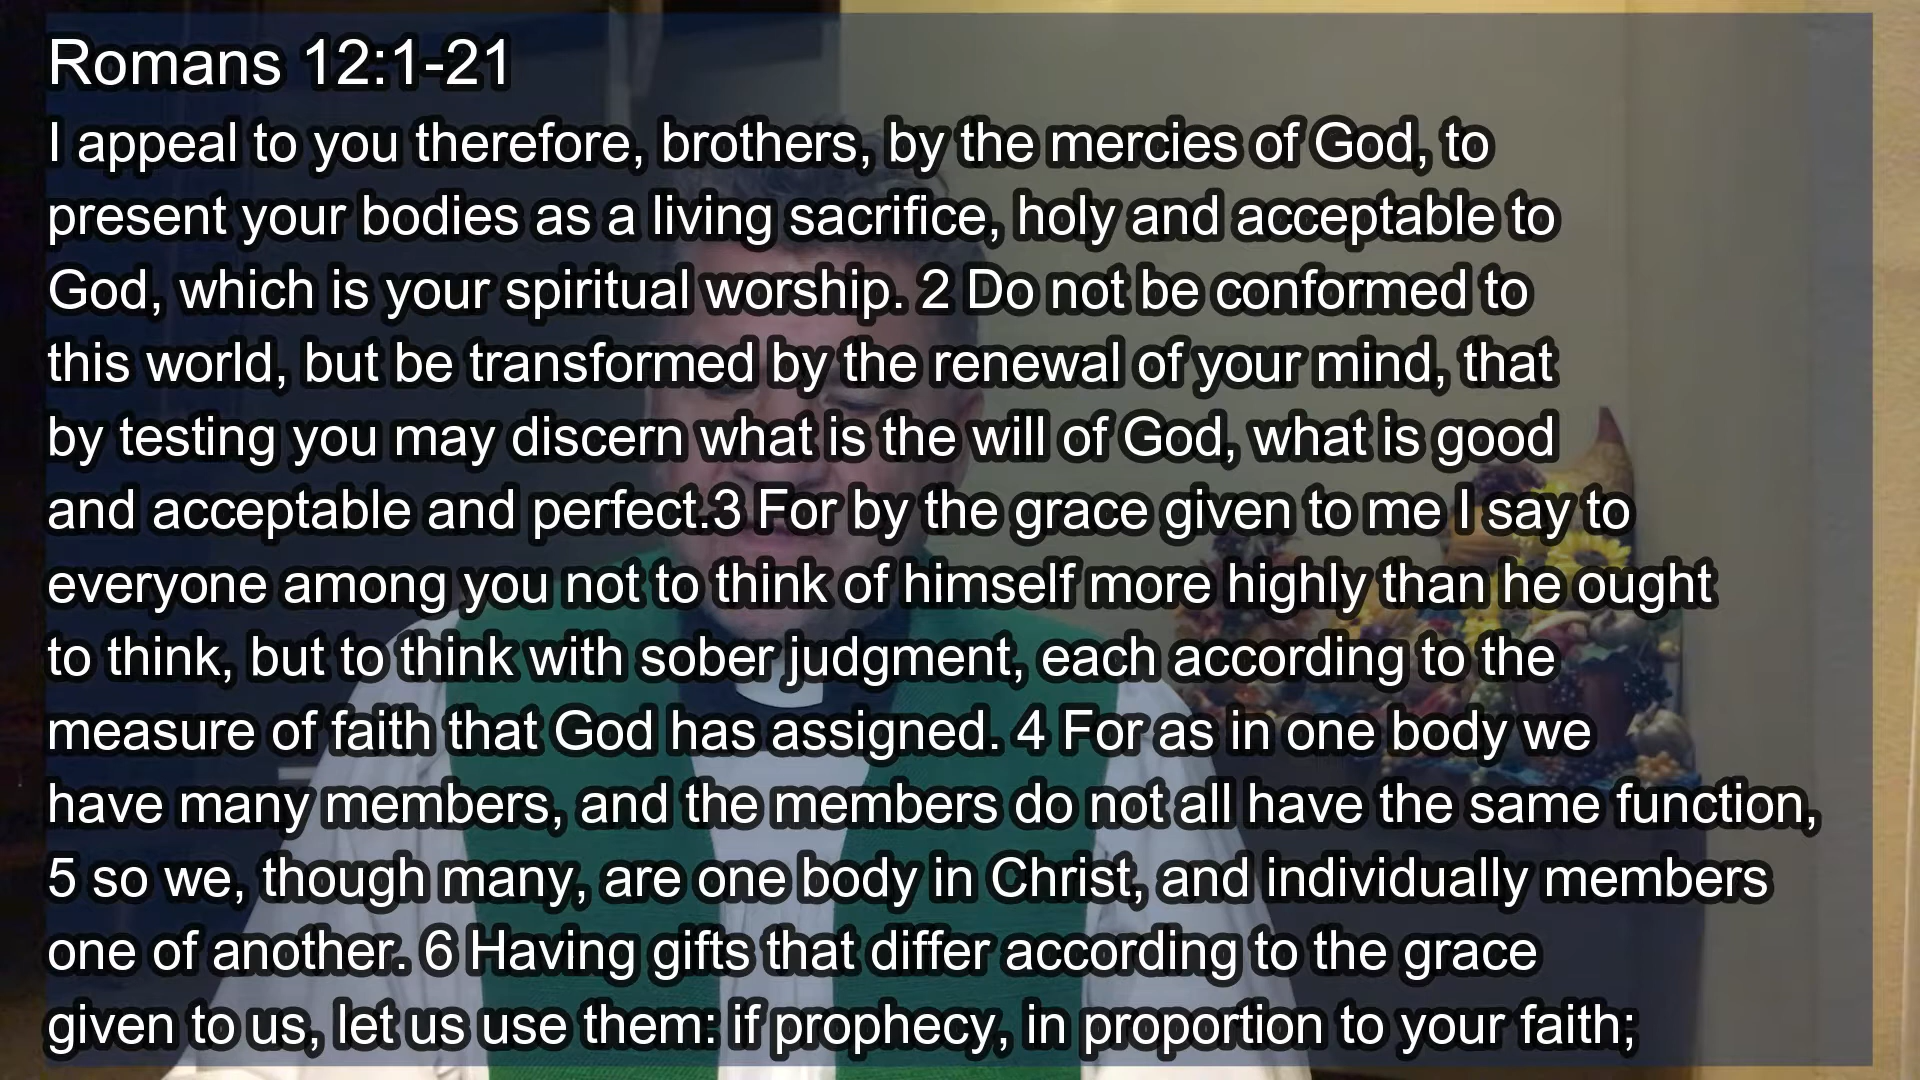 Romans 12:1-21
I appeal to you therefore, brothers, by the mercies of God, to
present your bodies as a living sacrifice, holy and acceptable to
God, which is your spiritual worship. 2 Do not be conformed to
this world, but be transformed by the renewal of your mind, that
by testing you may discern what is the will of God, what is good
and acceptable and perfect.3 For by the grace given to me I say to
everyone among you not to think of himself more highly than he ought
to think, but to think with sober judgment, each according to the
measure of faith that God has assigned. 4 For as in one body we
have many members, and the members do not all have the same function,
5 so we, though many, are one body in Christ, and individually members
one of another. 6 Having gifts that differ according to the grace
given to us, let us use them: if prophecy, in proportion to your faith;